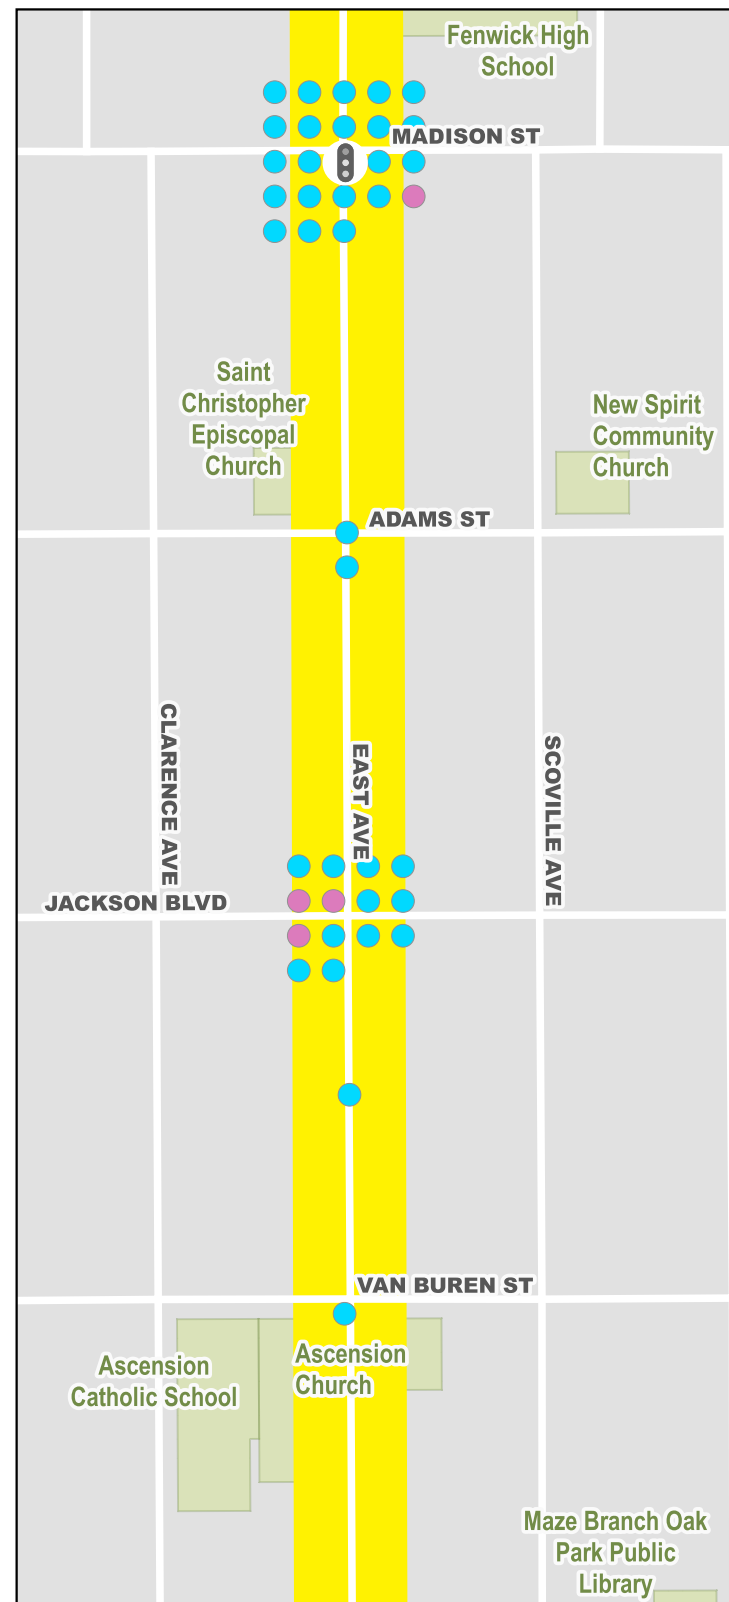 Fenwick High
School
MADISON ST
Saint
Christopher
Episcopal
Church
New Spirit
Community
Church
ADAMS ST
CLARENCE AVE
EAST AVE
SCOVILLE AVE
JACKSON BLVD
VAN BUREN ST
Ascension
Catholic School
Ascension
Church
Maze Branch Oak
Park Public
Library